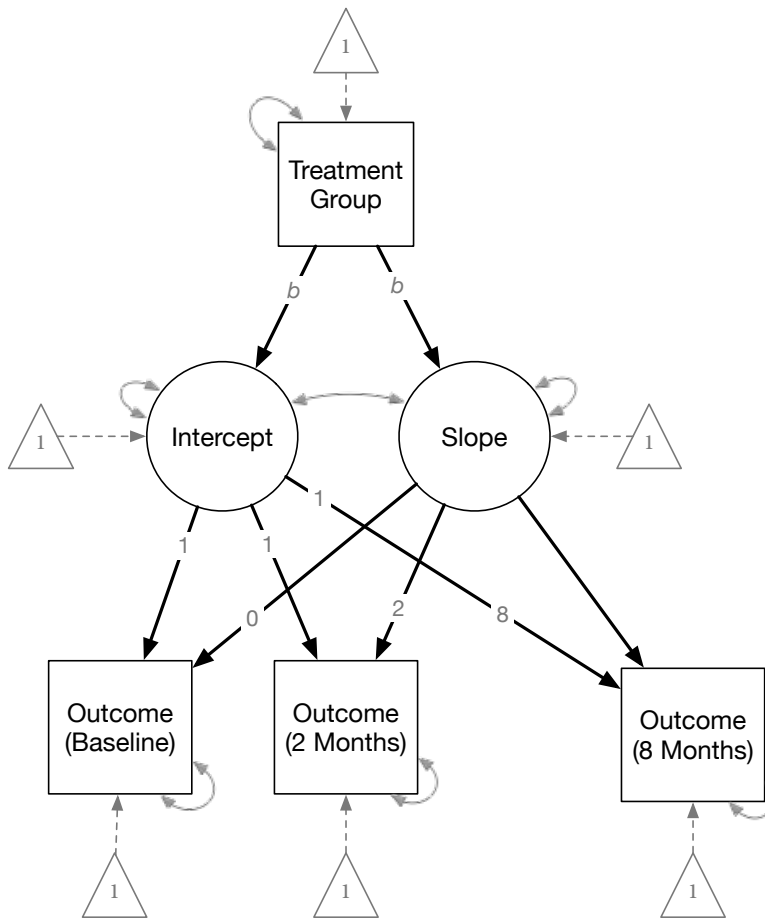 1
Treatment
Group
b
b
1
Intercept
Slope
1
1
1
1
0
2
8
Outcome
(Baseline)
Outcome
(2 Months)
Outcome
(8 Months)
1
1
1